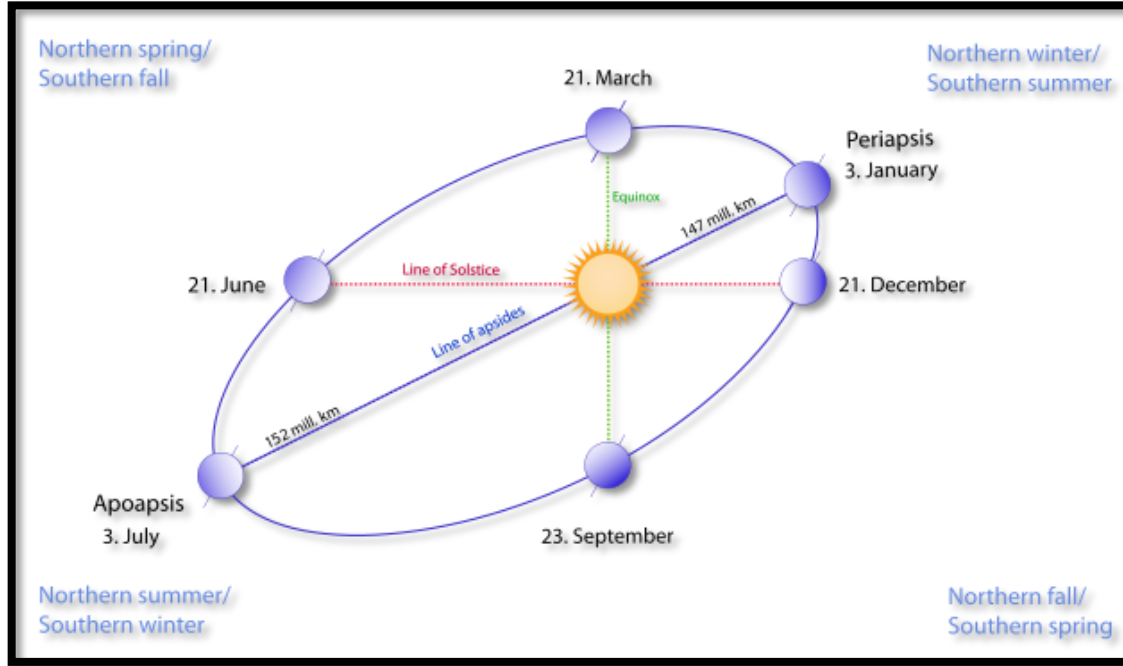 Northern spring/
Southern fall
Northern winter/
Southern summer
21. March
Periapsis
3. January
Equinox
147 mill. km
Line of Solstice
21. June
21. December
Line of apsides
152 mill. km
Apoapsis
3. July
23. September
Northern summer/
Southern winter
Northern fall/
Southern spring